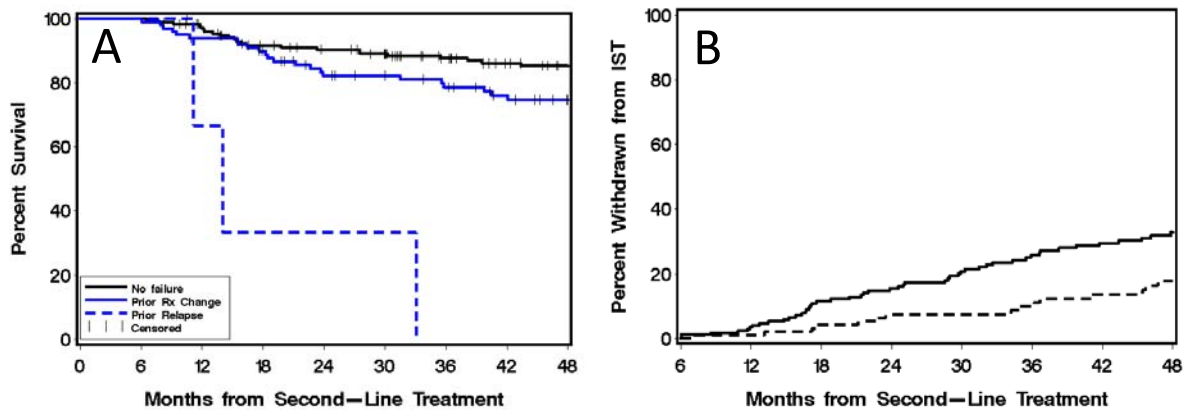 A
Percent Survival
100
80
60
40
20
0
No failure
Prior Rx Change
Prior Relapse
Censored
0 6 12 18 24 30 36 42 48
Months from Second−Line Treatment
B
Percent Withdrawn from IST
100
80
60
40
20
0
6 12 18 24 30 36 42 48
Months from Second−Line Treatment